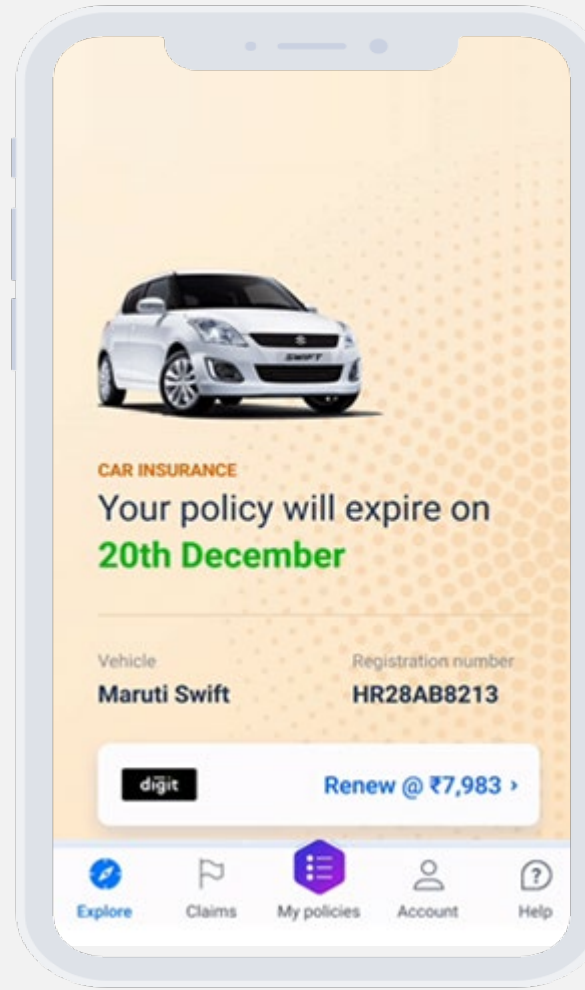 SWIFT
CAR INSURANCE
Your policy will expire on
20th December
Vehicle Registration number
Maruti Swift HR28AB8213
digit Renew @ ₹7,983 ›
Explore Claims My policies Account Help